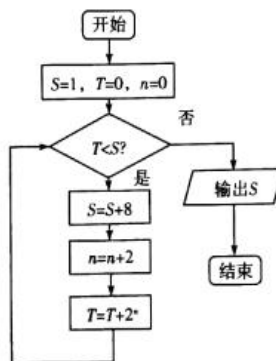 开始
S=1, T=0, n=0
否
T<S?
是
S=S+8
输出S
n=n+2
结束
T=T+2ⁿ